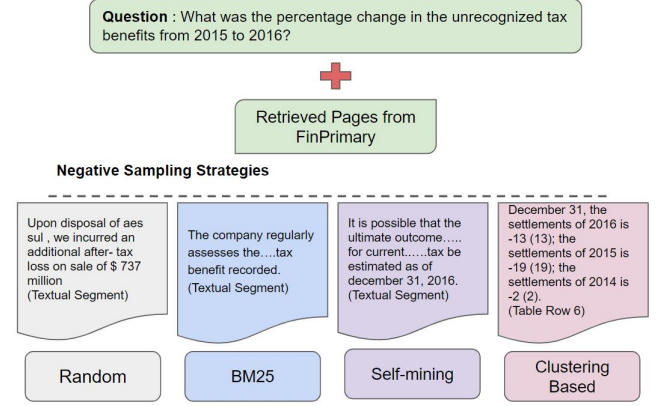 Question : What was the percentage change in the unrecognized tax
benefits from 2015 to 2016?
Retrieved Pages from
FinPrimary
Negative Sampling Strategies
Upon disposal of aes
sul , we incurred an
additional after- tax
loss on sale of $ 737
million
(Textual Segment)
The company regularly
assesses the....tax
benefit recorded.
(Textual Segment)
It is possible that the
ultimate outcome.....
for current.....tax be
estimated as of
december 31, 2016.
(Textual Segment)
December 31, the
settlements of 2016 is
-13 (13); the
settlements of 2015 is
-19 (19); the
settlements of 2014 is
-2 (2).
(Table Row 6)
Random
BM25
Self-mining
Clustering
Based